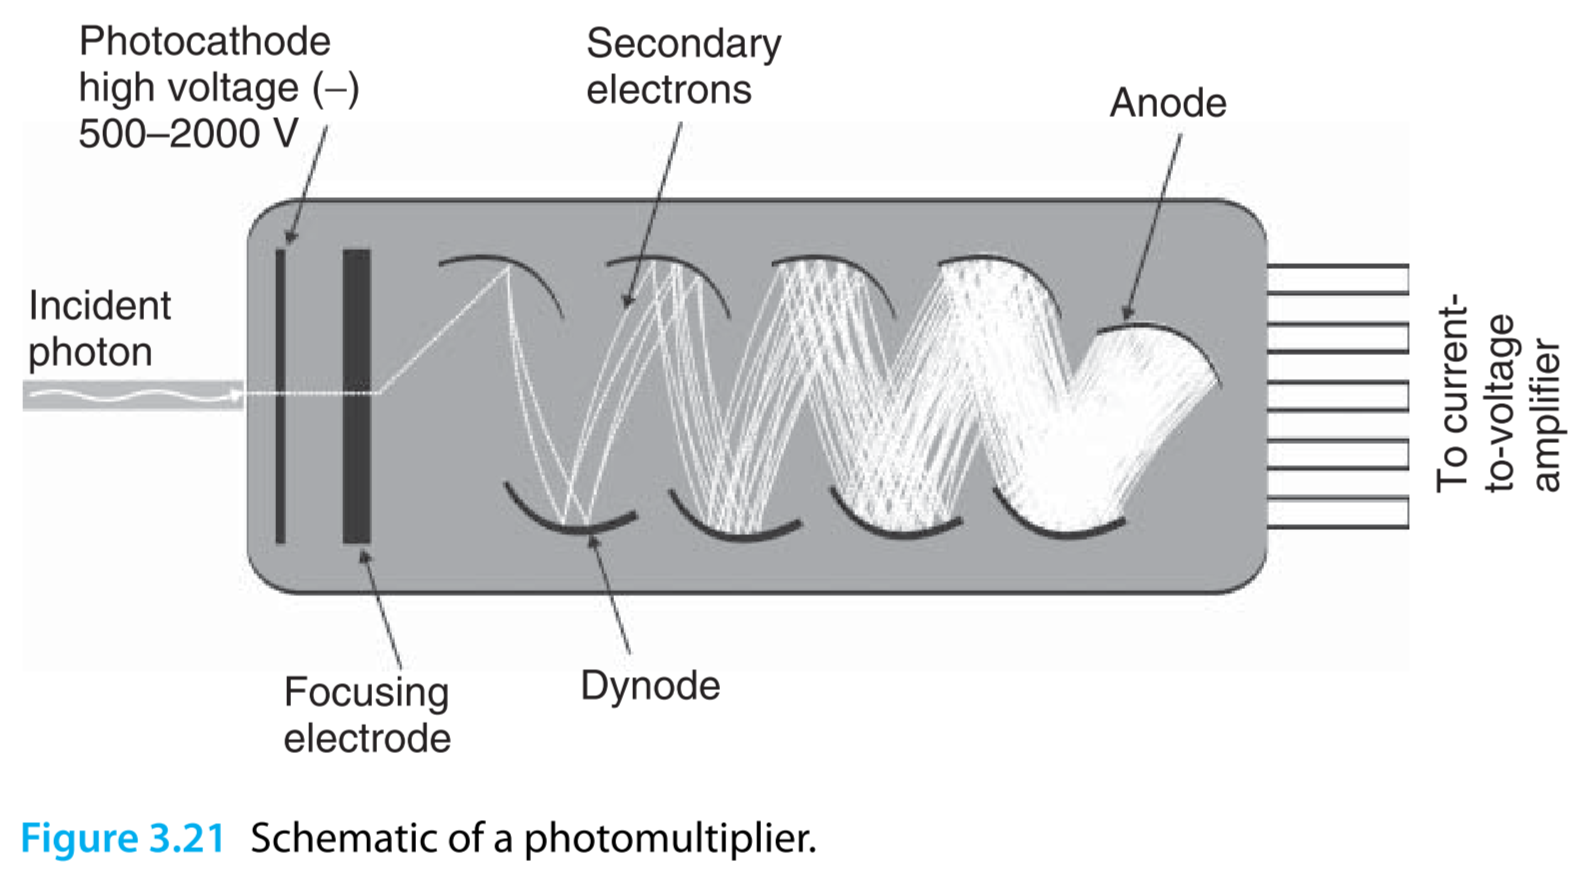 Photocathode
high voltage (–)
500–2000 V
Secondary
electrons
Anode
Incident
photon
To current-
to-voltage
amplifier
Focusing
electrode
Dynode
Figure 3.21 Schematic of a photomultiplier.